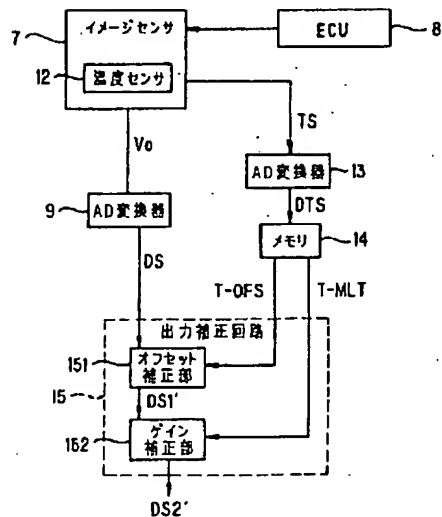 イメージセンサ
7
12
温度センサ
ECU
8
Vo
TS
9
AD変換器
AD変換器
13
DTS
メモリ
14
DS
T-OFS
T-MLT
出力補正回路
151
オフセット
補正部
15
DS1'
152
ゲイン
補正部
DS2'